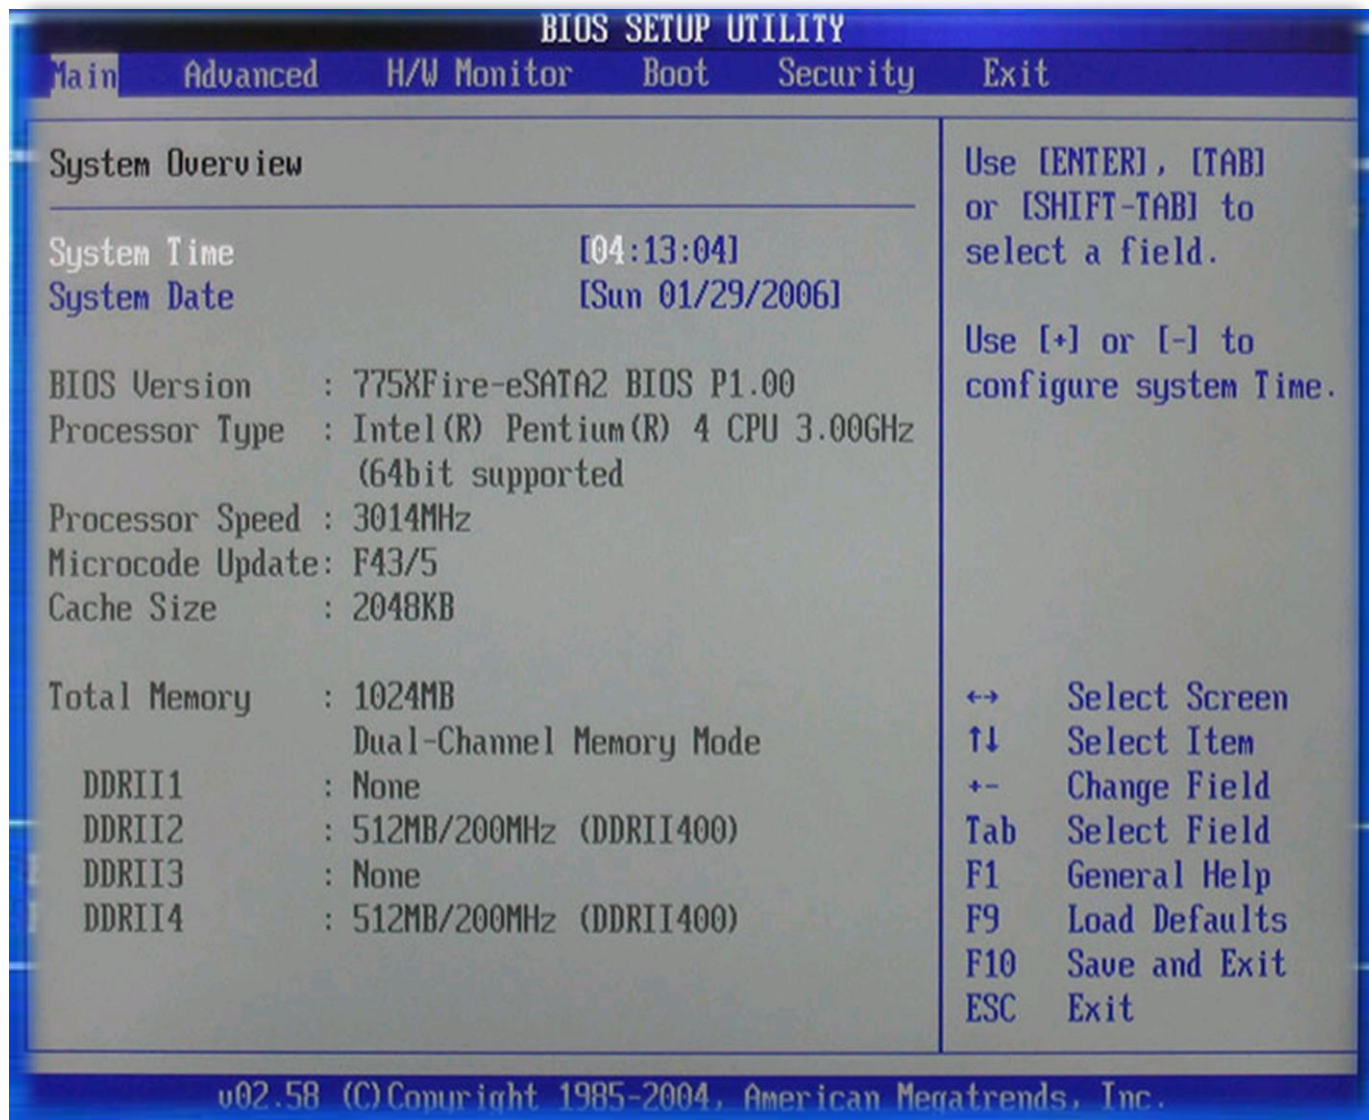 BIOS SETUP UTILITY
Main Advanced H/W Monitor Boot Security Exit
System Overview
System Time [04:13:04]
System Date [Sun 01/29/2006]
BIOS Version : 775XFire-eSATA2 BIOS P1.00
Processor Type : Intel(R) Pentium(R) 4 CPU 3.00GHz
(64bit supported
Processor Speed : 3014MHz
Microcode Update: F43/5
Cache Size : 2048KB
Total Memory : 1024MB
Dual-Channel Memory Mode
DDRII1 : None
DDRII2 : 512MB/200MHz (DDRII400)
DDRII3 : None
DDRII4 : 512MB/200MHz (DDRII400)
Use [ENTER], [TAB]
or [SHIFT-TAB] to
select a field.
Use [+] or [-] to
configure system Time.
←→ Select Screen
↑↓ Select Item
+- Change Field
Tab Select Field
F1 General Help
F9 Load Defaults
F10 Save and Exit
ESC Exit
v02.58 (C)Copyright 1985-2004, American Megatrends, Inc.